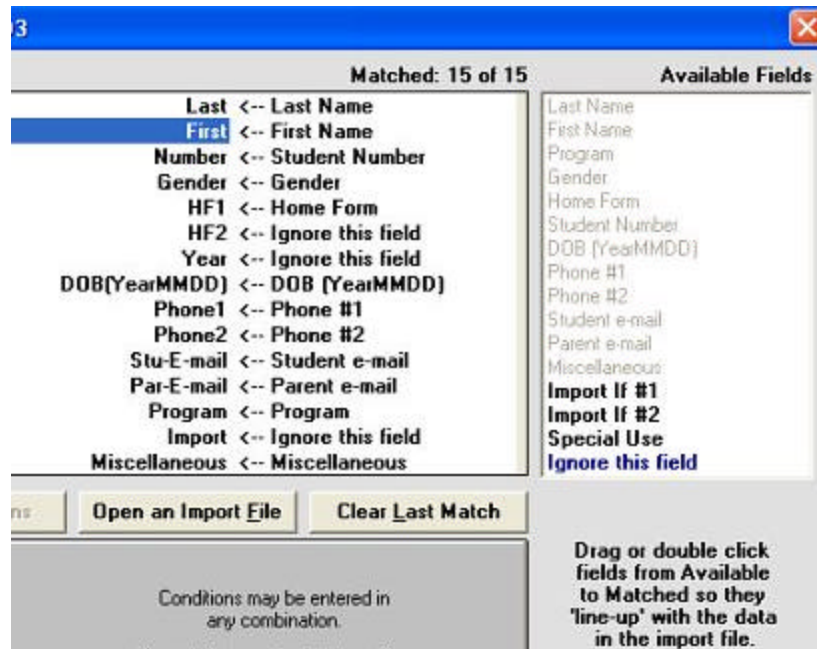 03
Matched: 15 of 15
Available Fields
Last <-- Last Name
First <-- First Name
Number <-- Student Number
Gender <-- Gender
HF1 <-- Home Form
HF2 <-- Ignore this field
Year <-- Ignore this field
DOB(YearMMDD) <-- DOB (YearMMDD)
Phone1 <-- Phone #1
Phone2 <-- Phone #2
Stu-E-mail <-- Student e-mail
Par-E-mail <-- Parent e-mail
Program <-- Program
Import <-- Ignore this field
Miscellaneous <-- Miscellaneous
Last Name
First Name
Program
Gender
Home Form
Student Number
DOB (YearMMDD)
Phone #1
Phone #2
Student e-mail
Parent e-mail
Miscellaneous
Import If #1
Import If #2
Special Use
Ignore this field
ns
Open an Import File
Clear Last Match
Conditions may be entered in
any combination.
Drag or double click
fields from Available
to Matched so they
'line-up' with the data
in the import file.